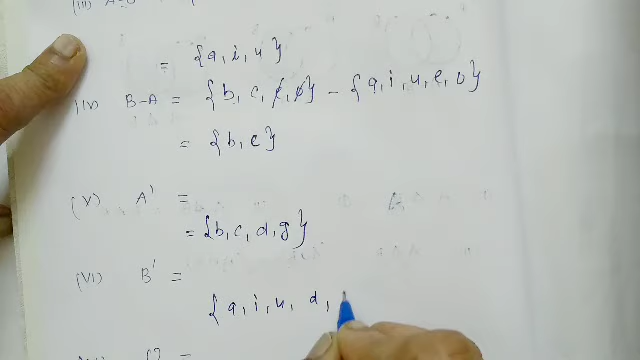 = {a, i, u}
(IV) B-A = {b, c, e, o} - {a, i, u, e, o}
= {b, c}
(V) A' =
= {b, c, d, g}
(VI) B' =
{a, i, u, d,